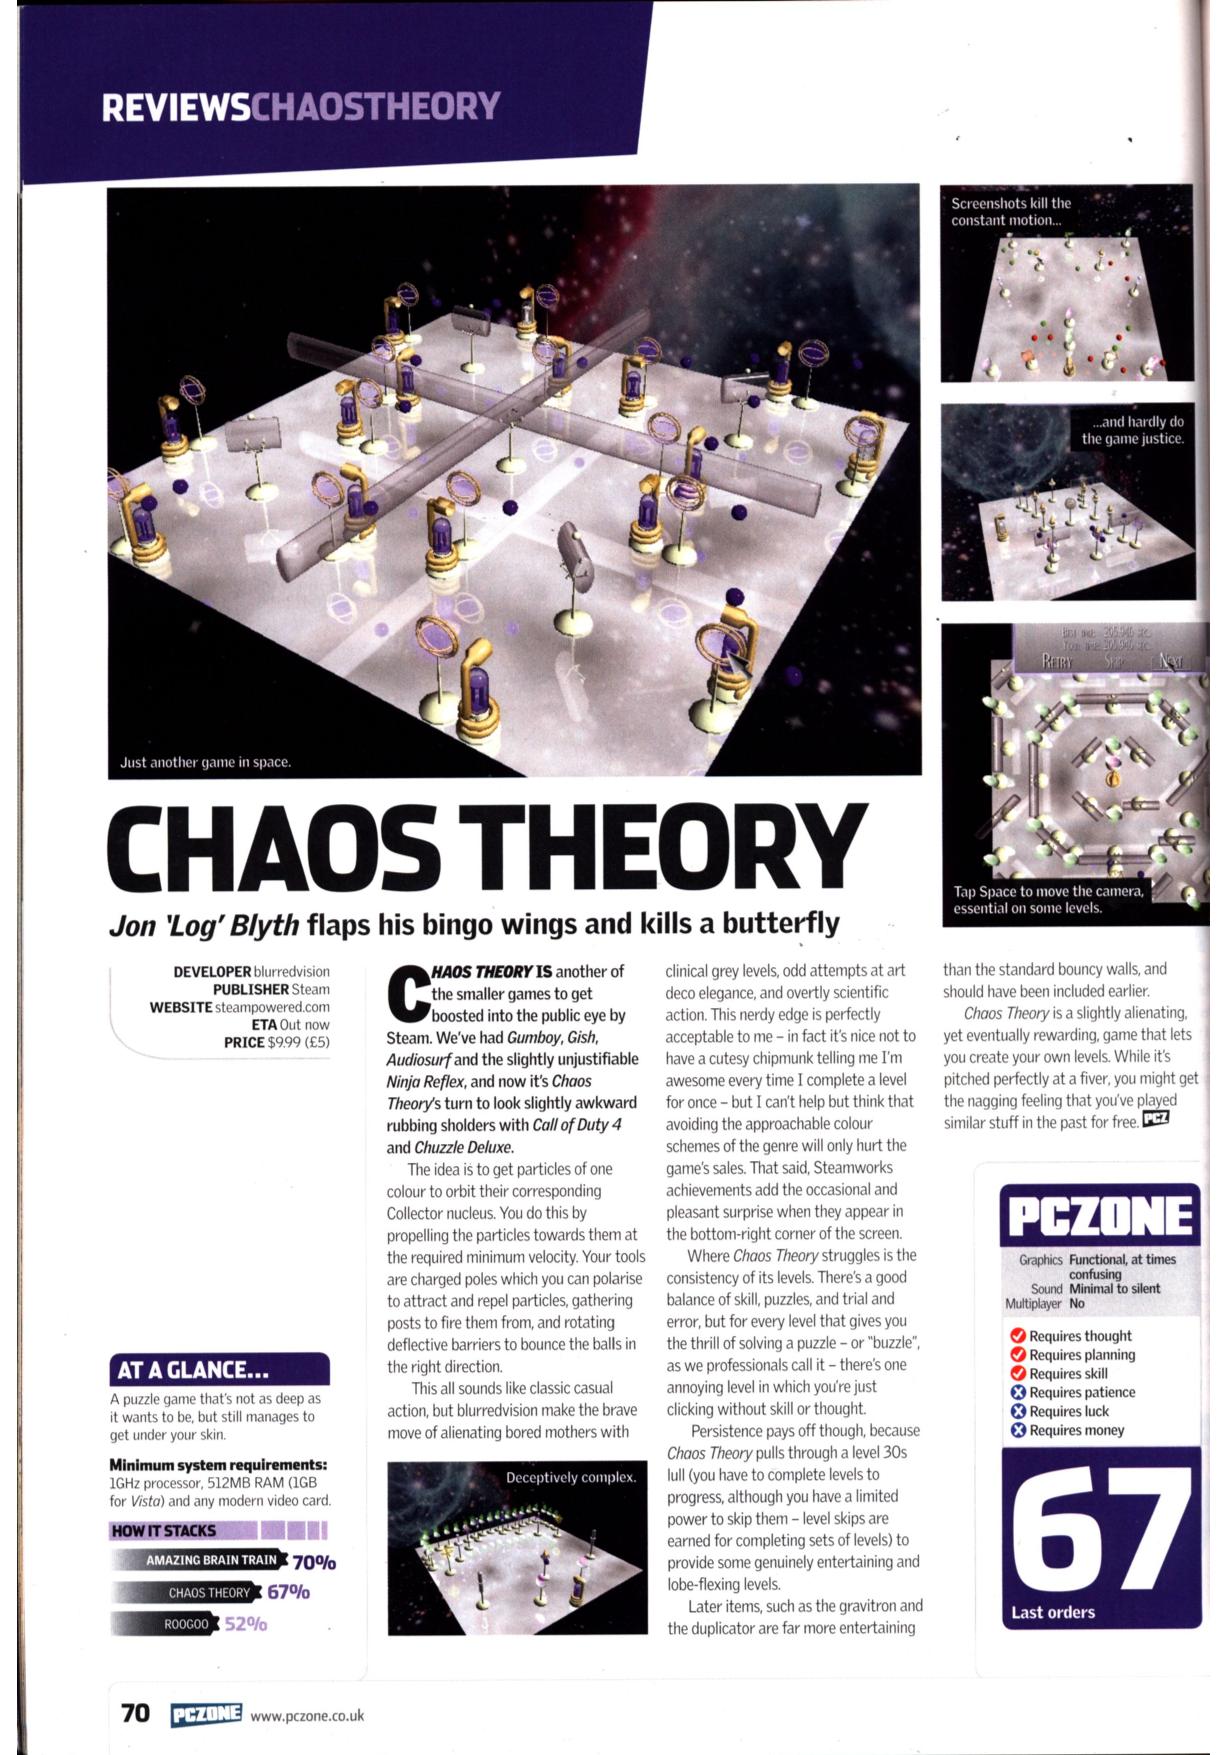 REVIEWSCHAOSTHEORY
Just another game in space.
Screenshots kill the
constant motion...
...and hardly do
the game justice.
BEST TIME: 305.946 SEC
YOUR TIME: 305.946 SEC
RETRY SKIP NEXT
Tap Space to move the camera,
essential on some levels.
CHAOS THEORY
Jon 'Log' Blyth flaps his bingo wings and kills a butterfly
DEVELOPER blurredvision
PUBLISHER Steam
WEBSITE steampowered.com
ETA Out now
PRICE $9.99 (£5)
AT A GLANCE...
A puzzle game that's not as deep as
it wants to be, but still manages to
get under your skin.
Minimum system requirements:
1GHz processor, 512MB RAM (1GB
for Vista) and any modern video card.
HOW IT STACKS
AMAZING BRAIN TRAIN 70%
CHAOS THEORY 67%
ROOGOO 52%
CHAOS THEORY IS another of
the smaller games to get
boosted into the public eye by
Steam. We've had Gumboy, Gish,
Audiosurf and the slightly unjustifiable
Ninja Reflex, and now it's Chaos
Theory's turn to look slightly awkward
rubbing sholders with Call of Duty 4
and Chuzzle Deluxe.
The idea is to get particles of one
colour to orbit their corresponding
Collector nucleus. You do this by
propelling the particles towards them at
the required minimum velocity. Your tools
are charged poles which you can polarise
to attract and repel particles, gathering
posts to fire them from, and rotating
deflective barriers to bounce the balls in
the right direction.
This all sounds like classic casual
action, but blurredvision make the brave
move of alienating bored mothers with
Deceptively complex.
clinical grey levels, odd attempts at art
deco elegance, and overtly scientific
action. This nerdy edge is perfectly
acceptable to me – in fact it's nice not to
have a cutesy chipmunk telling me I'm
awesome every time I complete a level
for once – but I can't help but think that
avoiding the approachable colour
schemes of the genre will only hurt the
game's sales. That said, Steamworks
achievements add the occasional and
pleasant surprise when they appear in
the bottom-right corner of the screen.
Where Chaos Theory struggles is the
consistency of its levels. There's a good
balance of skill, puzzles, and trial and
error, but for every level that gives you
the thrill of solving a puzzle – or "buzzle",
as we professionals call it – there's one
annoying level in which you're just
clicking without skill or thought.
Persistence pays off though, because
Chaos Theory pulls through a level 30s
lull (you have to complete levels to
progress, although you have a limited
power to skip them – level skips are
earned for completing sets of levels) to
provide some genuinely entertaining and
lobe-flexing levels.
Later items, such as the gravitron and
the duplicator are far more entertaining
than the standard bouncy walls, and
should have been included earlier.
Chaos Theory is a slightly alienating,
yet eventually rewarding, game that lets
you create your own levels. While it's
pitched perfectly at a fiver, you might get
the nagging feeling that you've played
similar stuff in the past for free. PCZ
PCZONE
Graphics Functional, at times
confusing
Sound Minimal to silent
Multiplayer No
Requires thought
Requires planning
Requires skill
Requires patience
Requires luck
Requires money
67
Last orders
70 PCZONE www.pczone.co.uk